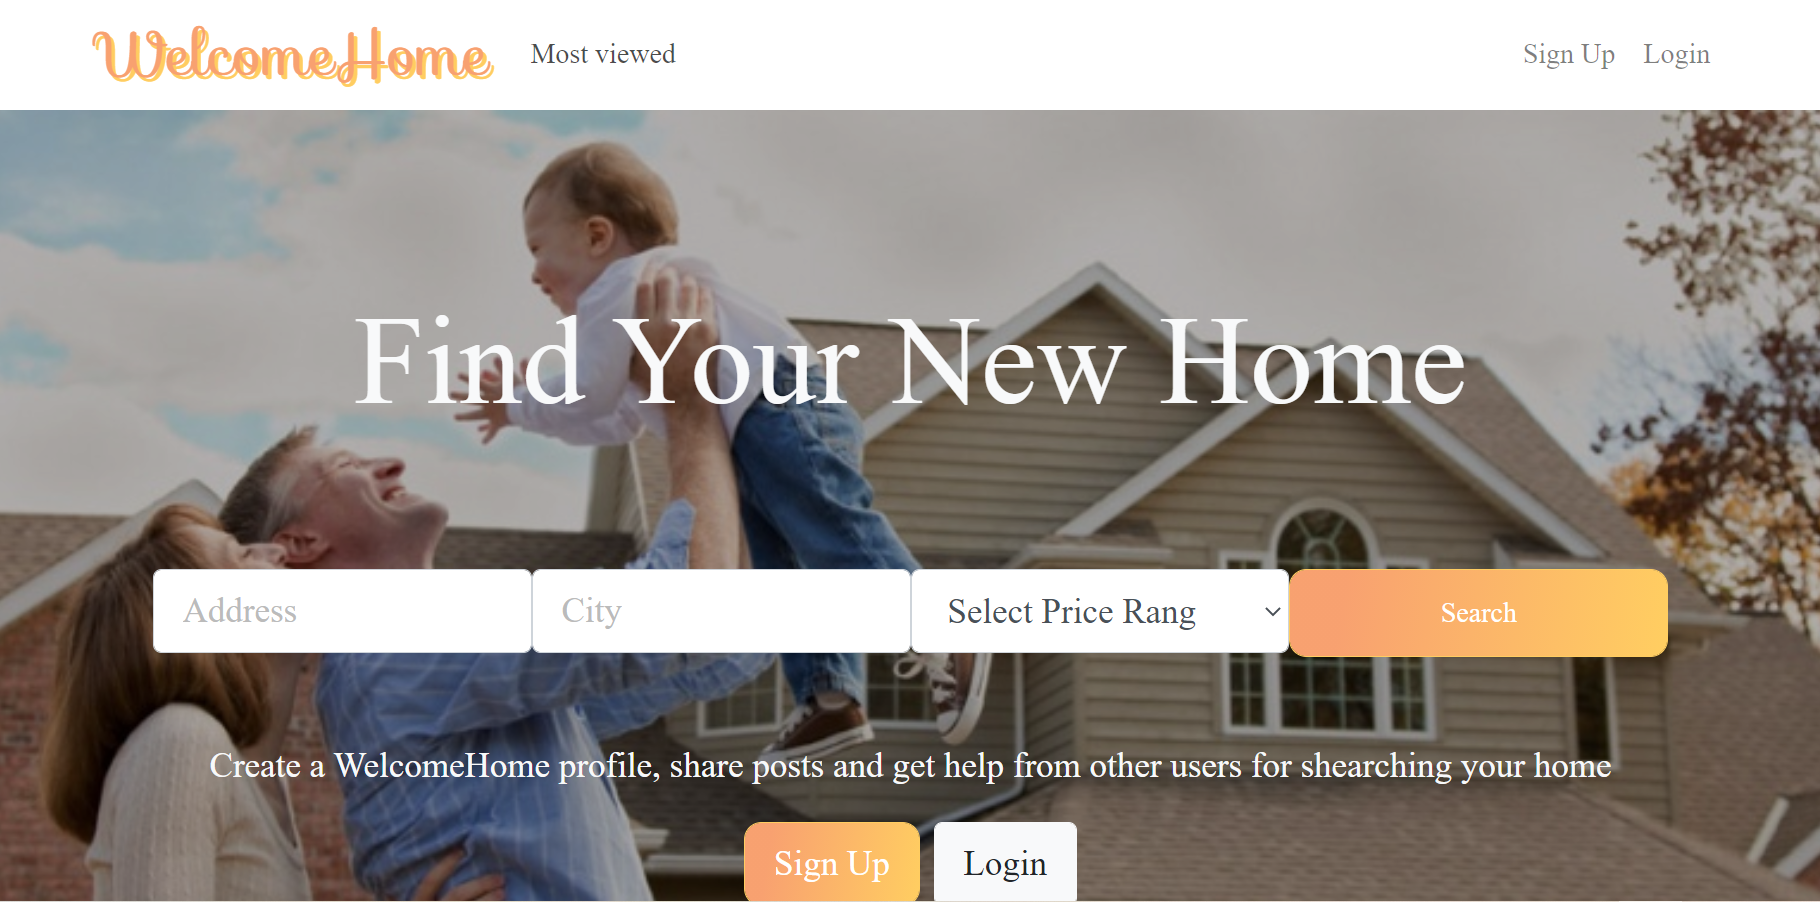 WelcomeHome Most viewed Sign Up Login
Find Your New Home
Address City Select Price Rang Search
Create a WelcomeHome profile, share posts and get help from other users for shearching your home
Sign Up Login